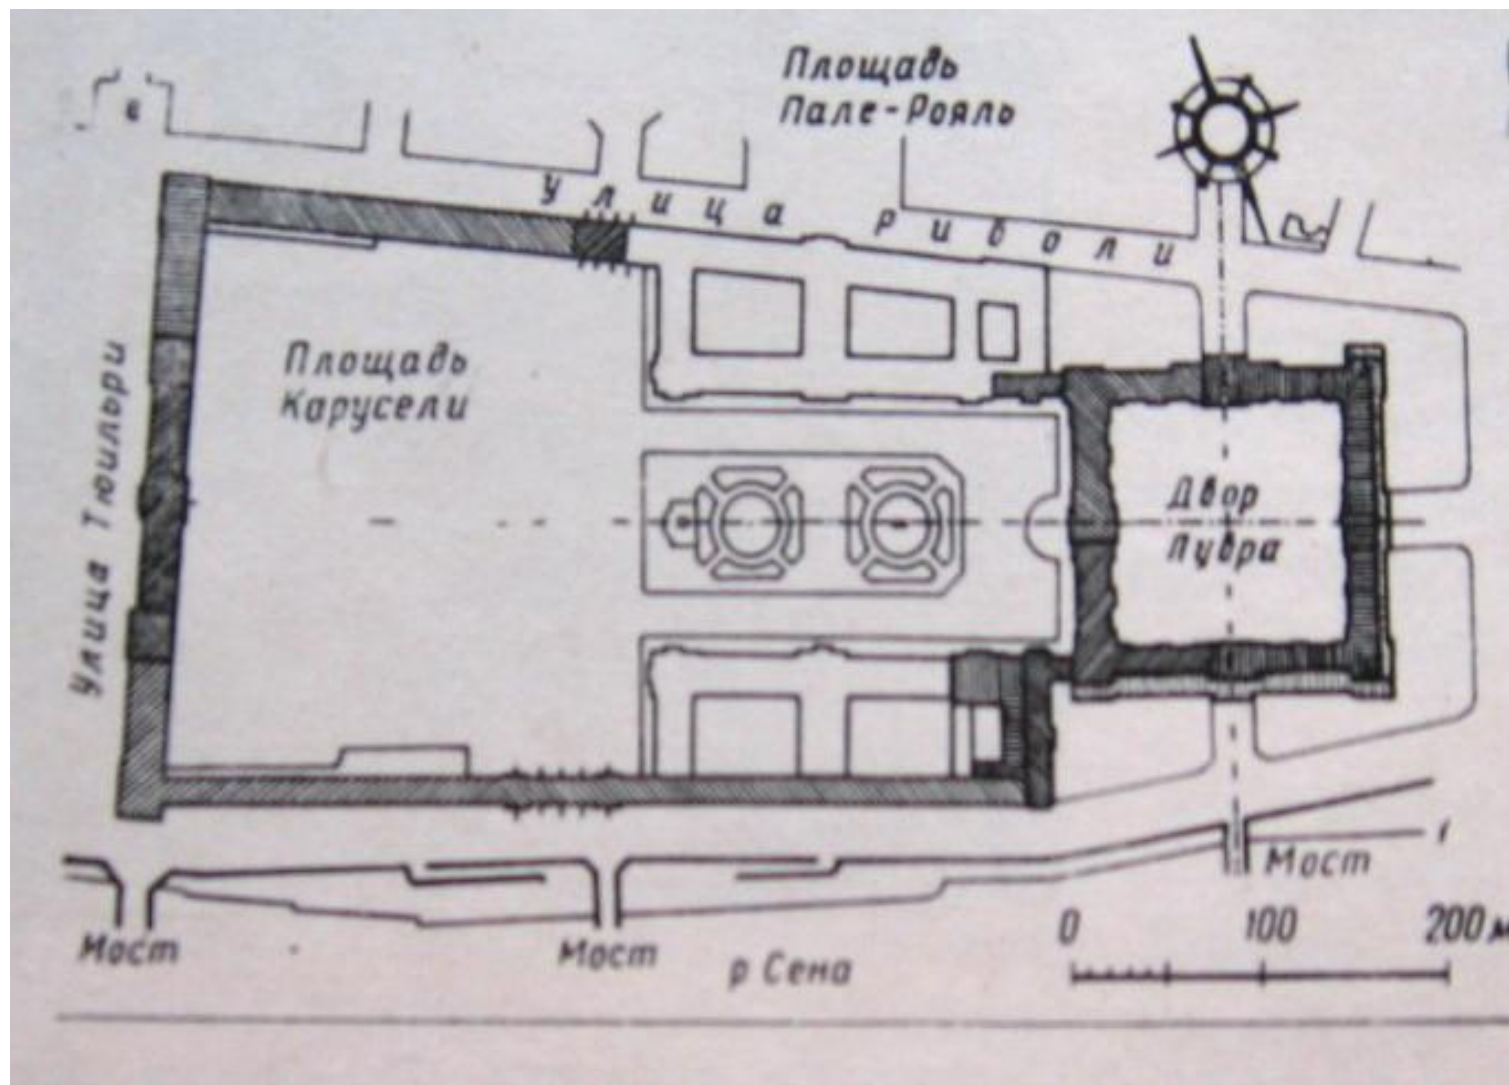 Площадь
Пале-Рояль
Улица Риволи
Площадь
Карусели
Улица Тюильри
Двор
Лувра
Мост
Мост
Мост
р Сена
0 100 200 м